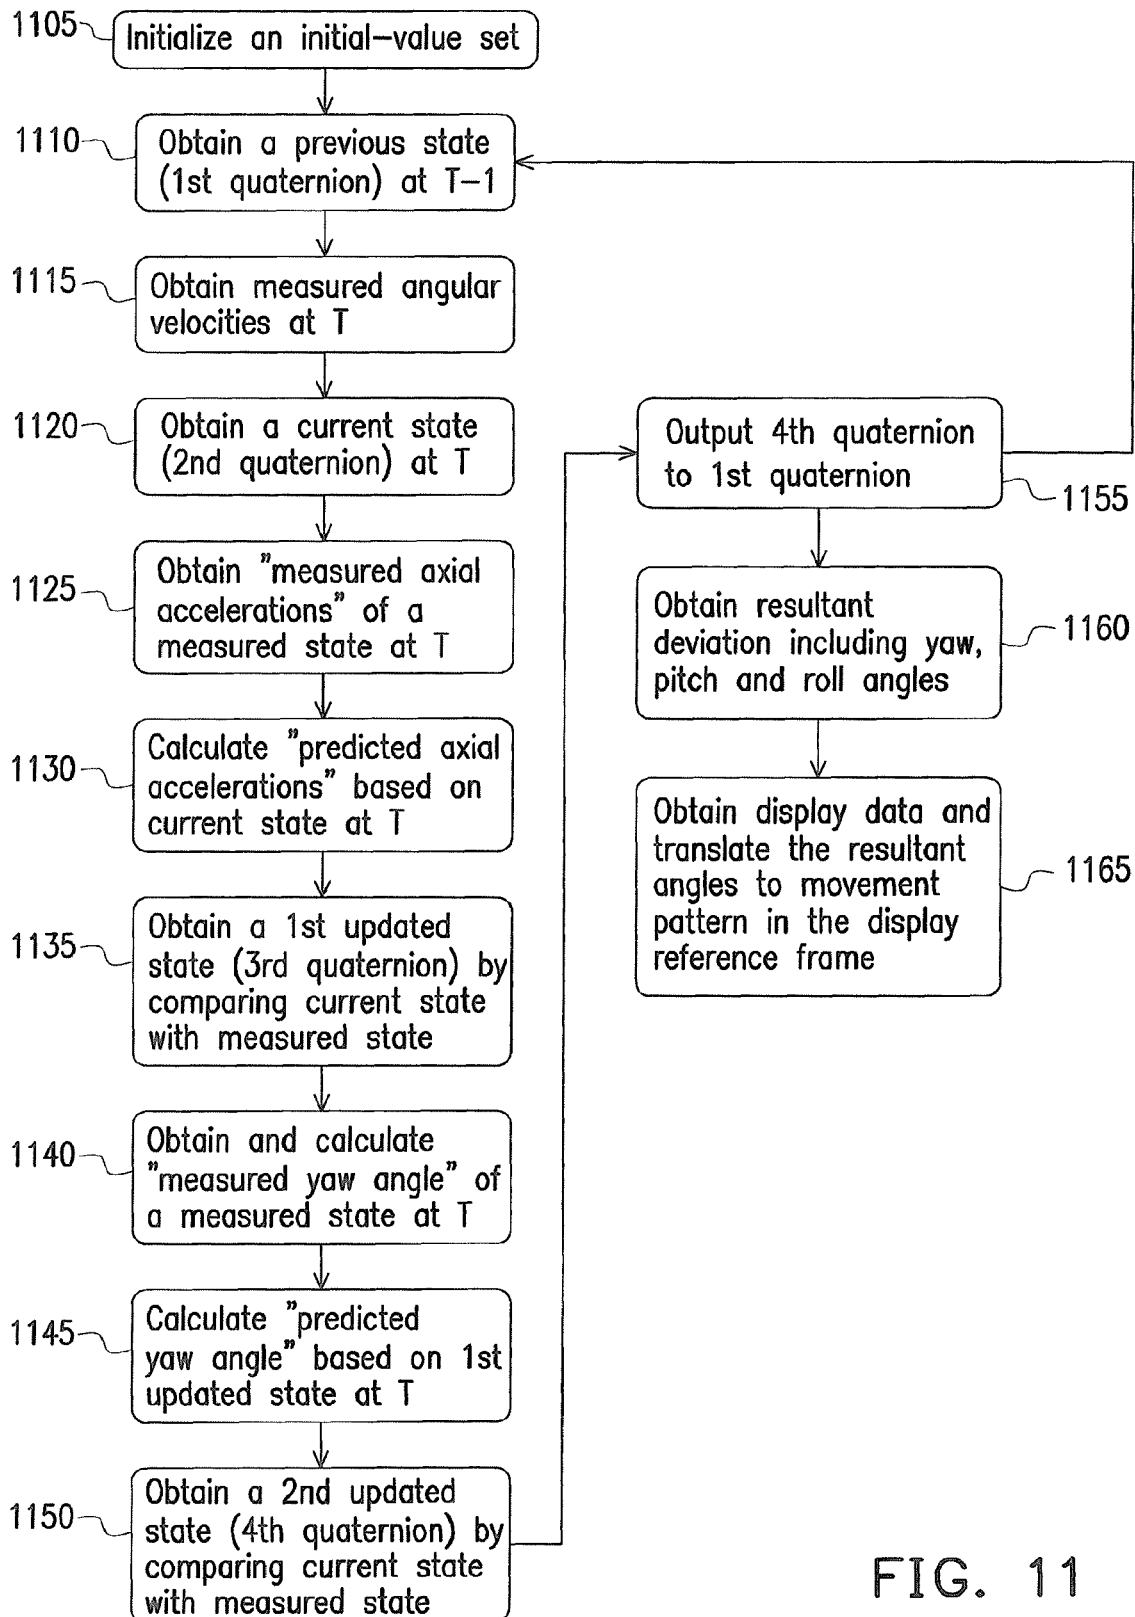 1105
Initialize an initial-value set
1110
Obtain a previous state
(1st quaternion) at T-1
1115
Obtain measured angular
velocities at T
1120
Obtain a current state
(2nd quaternion) at T
1125
Obtain "measured axial
accelerations" of a
measured state at T
1130
Calculate "predicted axial
accelerations" based on
current state at T
1135
Obtain a 1st updated
state (3rd quaternion) by
comparing current state
with measured state
1140
Obtain and calculate
"measured yaw angle" of
a measured state at T
1145
Calculate "predicted
yaw angle" based on 1st
updated state at T
1150
Obtain a 2nd updated
state (4th quaternion) by
comparing current state
with measured state
Output 4th quaternion
to 1st quaternion
1155
Obtain resultant
deviation including yaw,
pitch and roll angles
1160
Obtain display data and
translate the resultant
angles to movement
pattern in the display
reference frame
1165
FIG. 11